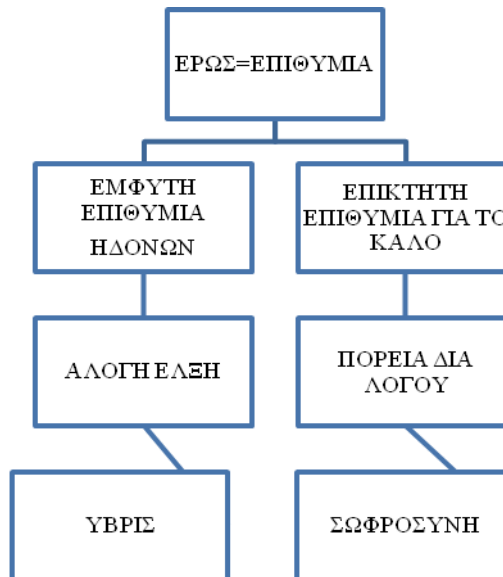 ΕΡΩΣ=ΕΠΙΘΥΜΙΑ
ΕΜΦΥΤΗ
ΕΠΙΘΥΜΙΑ
ΗΔΟΝΩΝ
ΕΠΙΚΤΗΤΗ
ΕΠΙΘΥΜΙΑ ΓΙΑ ΤΟ
ΚΑΛΟ
ΑΛΟΓΗ ΕΛΞΗ
ΠΟΡΕΙΑ ΔΙΑ
ΛΟΓΟΥ
ΥΒΡΙΣ
ΣΩΦΡΟΣΥΝΗ